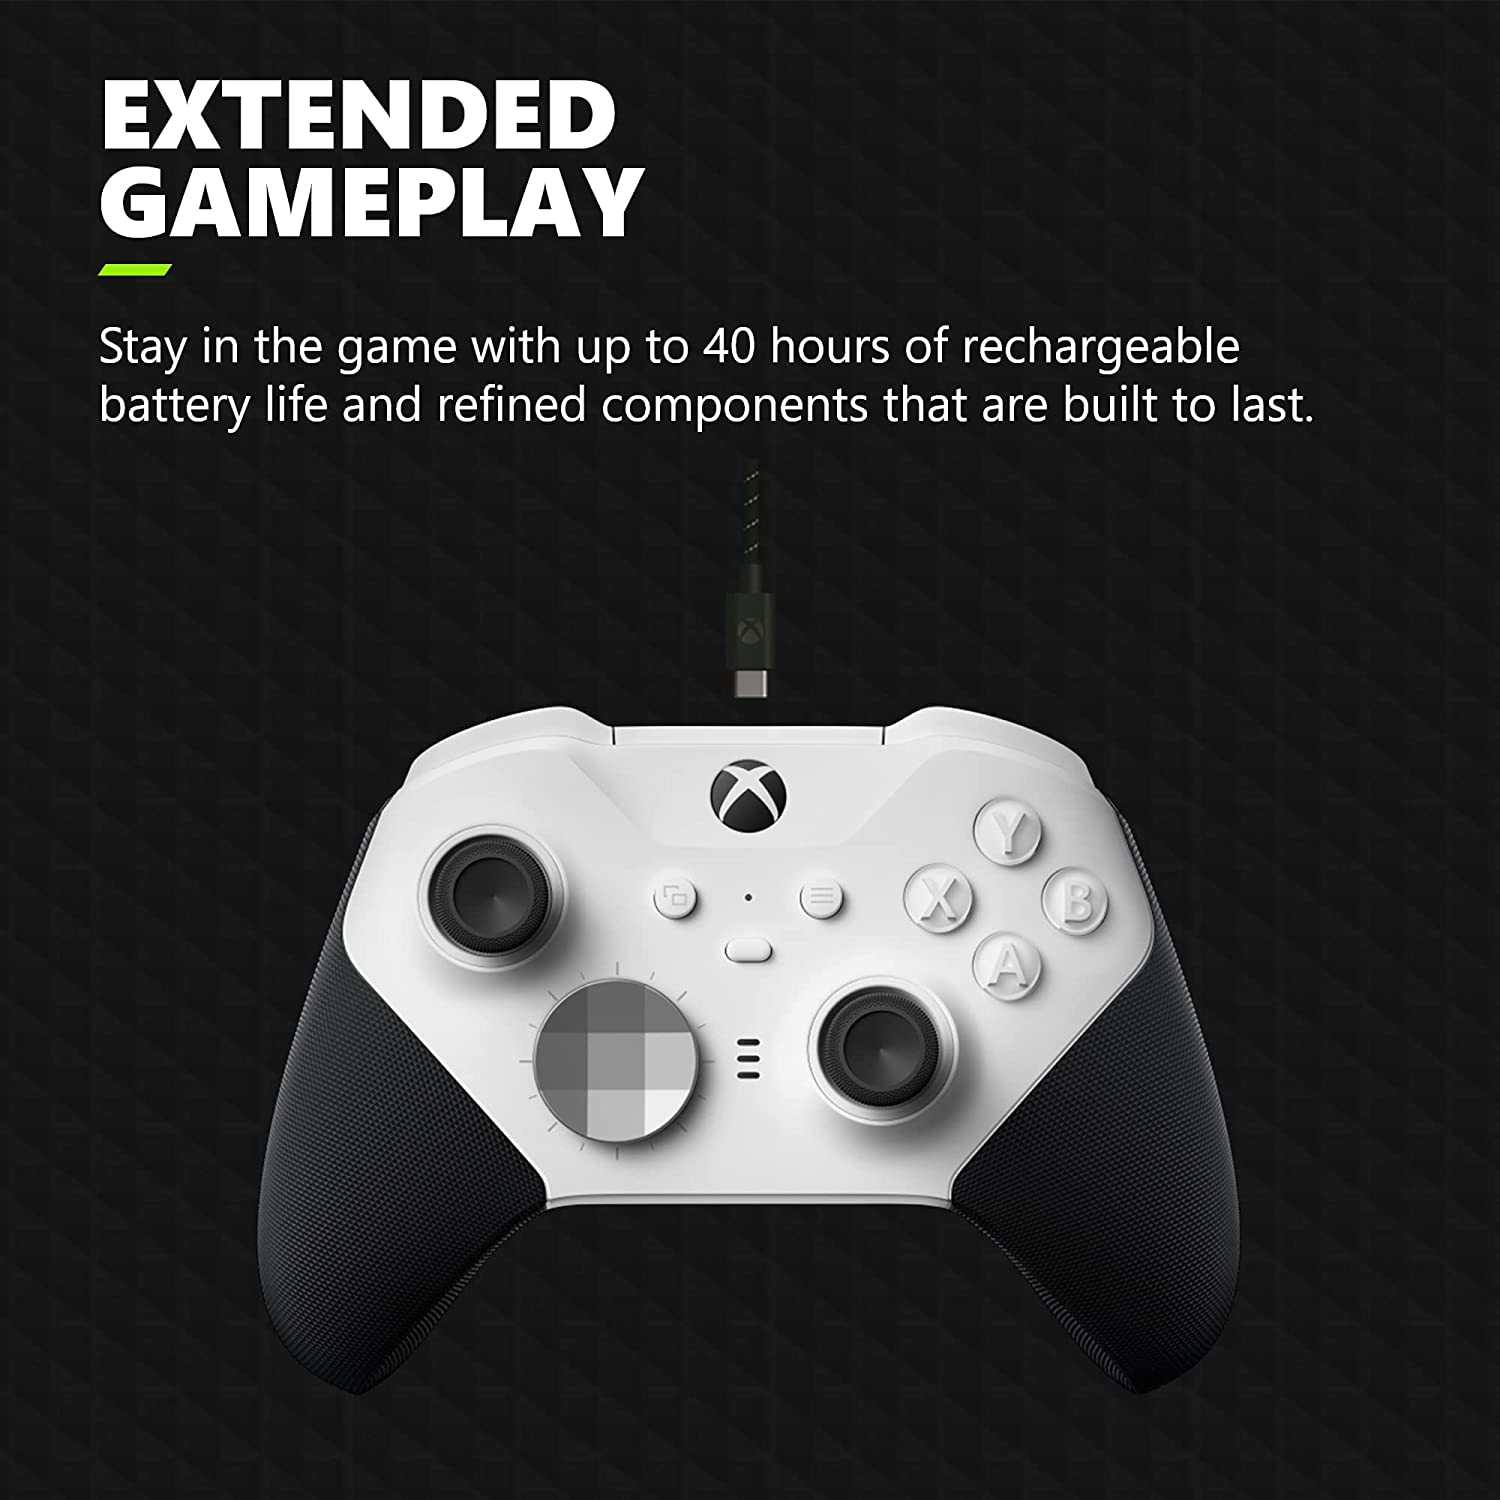 EXTENDED
GAMEPLAY
Stay in the game with up to 40 hours of rechargeable
battery life and refined components that are built to last.
Y
X
B
A